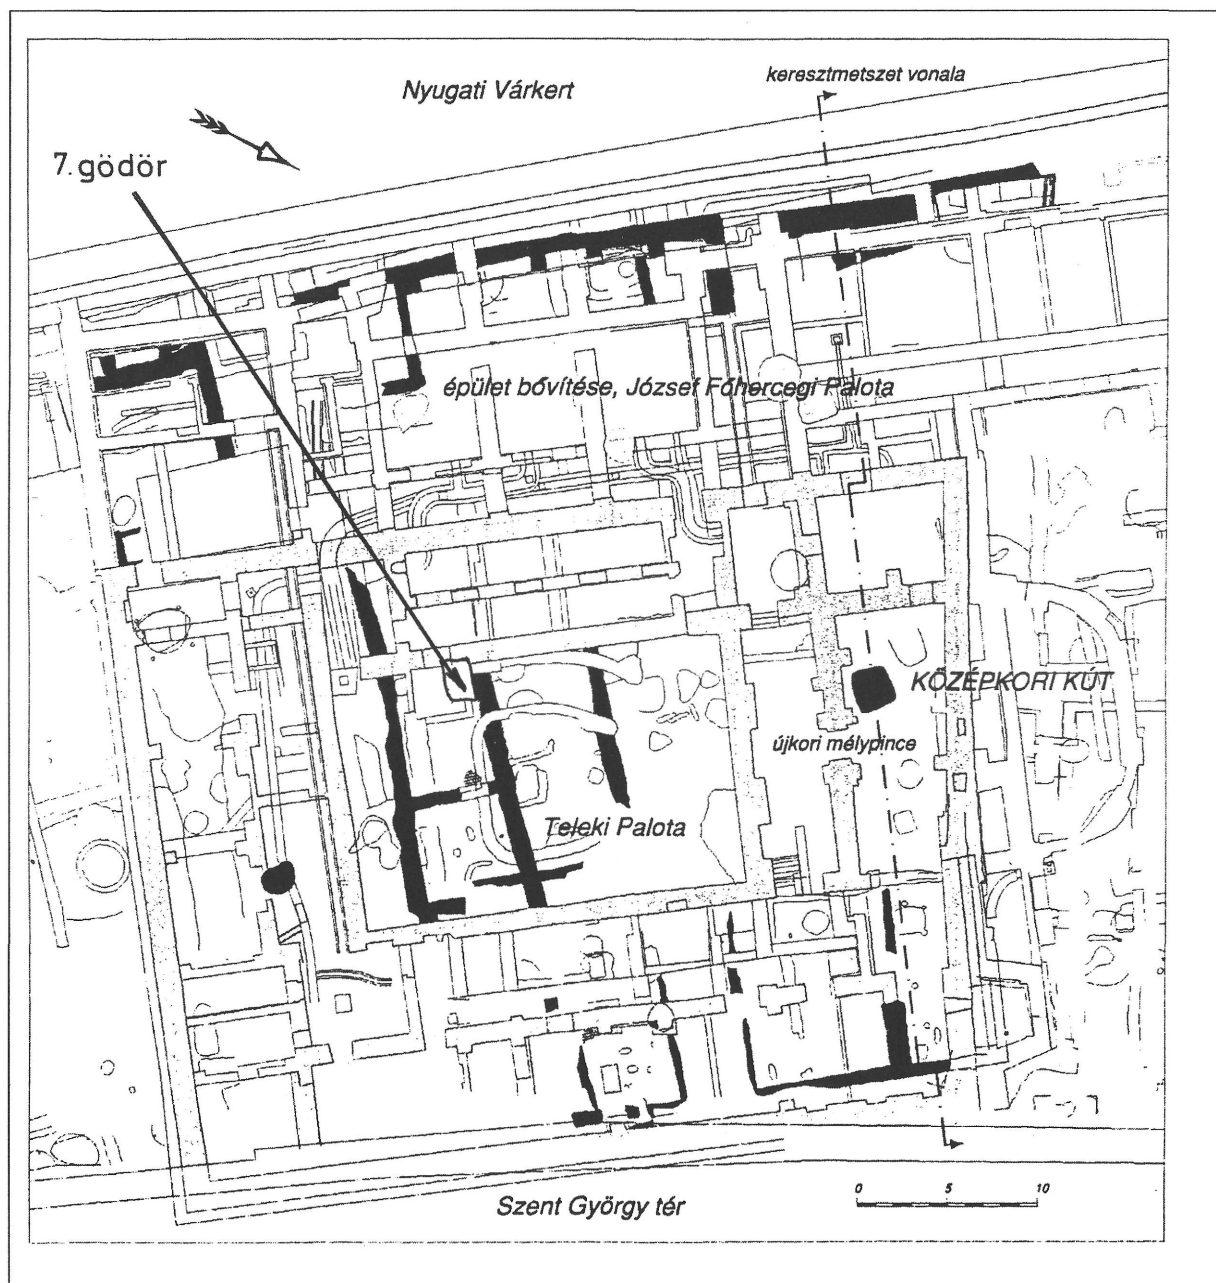 Nyugati Várkert
keresztmetszet vonala
7. gödör
épület bővítése, József Főhercegi Palota
KÖZÉPKORI KÚT
újkori mélypince
Teleki Palota
Szent György tér
0 5 10